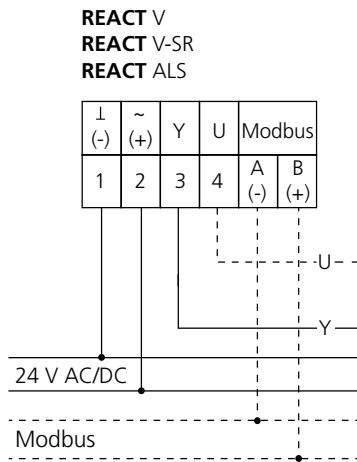 REACT V
REACT V-SR
REACT ALS
⊥ ~ Y U Modbus
(-) (+)
1 2 3 4 A B
(-) (+)
U
Y
24 V AC/DC
Modbus